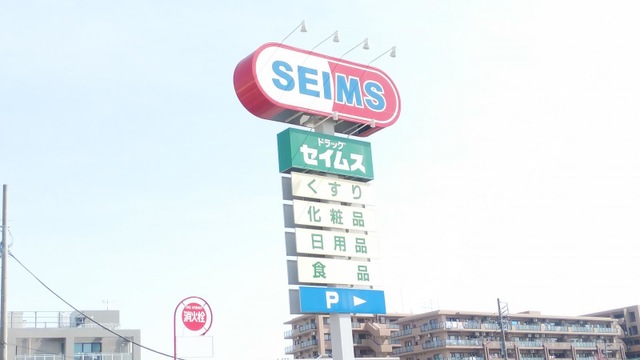 SEIMS
ドラッグ
セイムス
くすり
化粧品
日用品
食品
P
消火栓